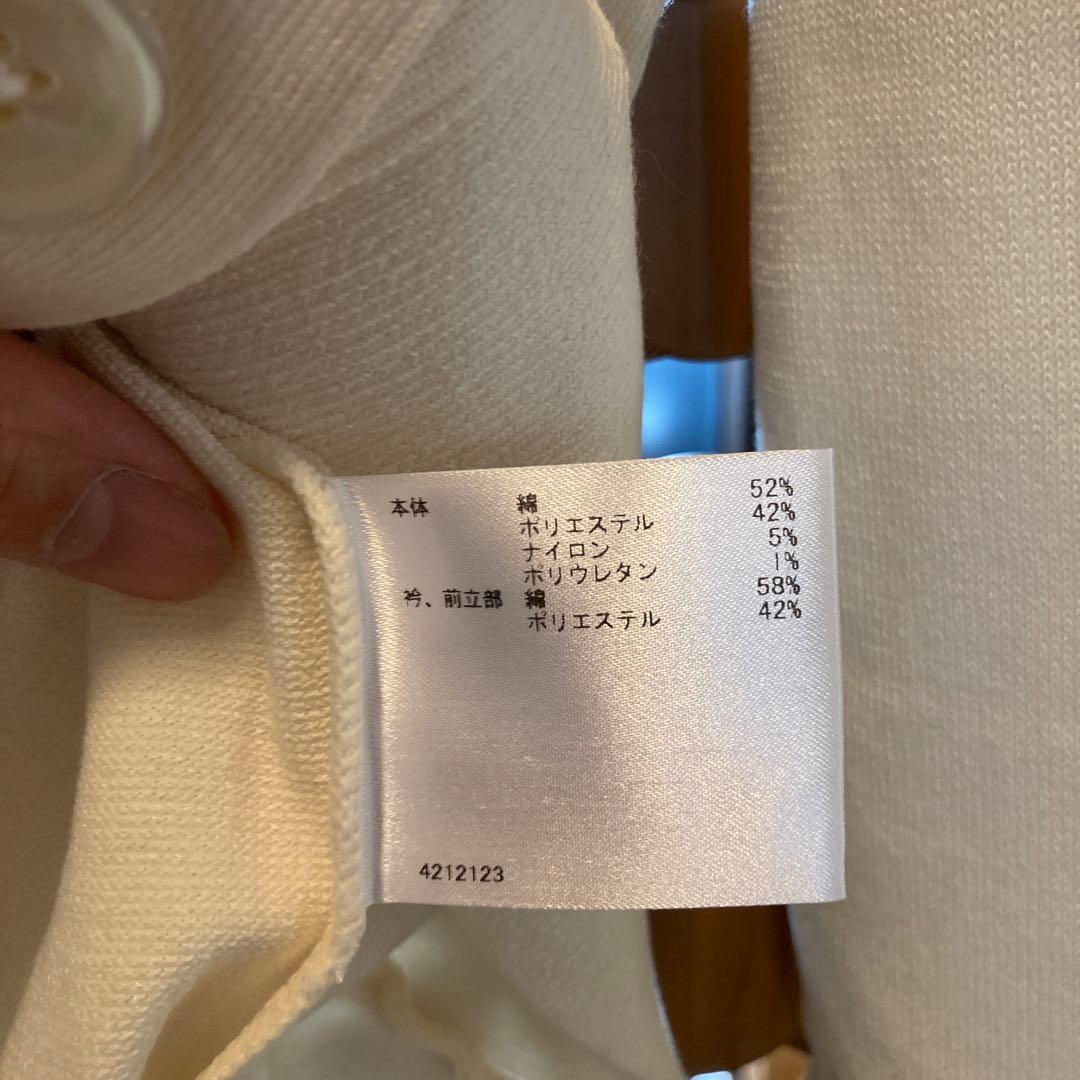 本体 綿 52%
ポリエステル 42%
ナイロン 5%
ポリウレタン 1%
衿、前立部 綿 58%
ポリエステル 42%
4212123